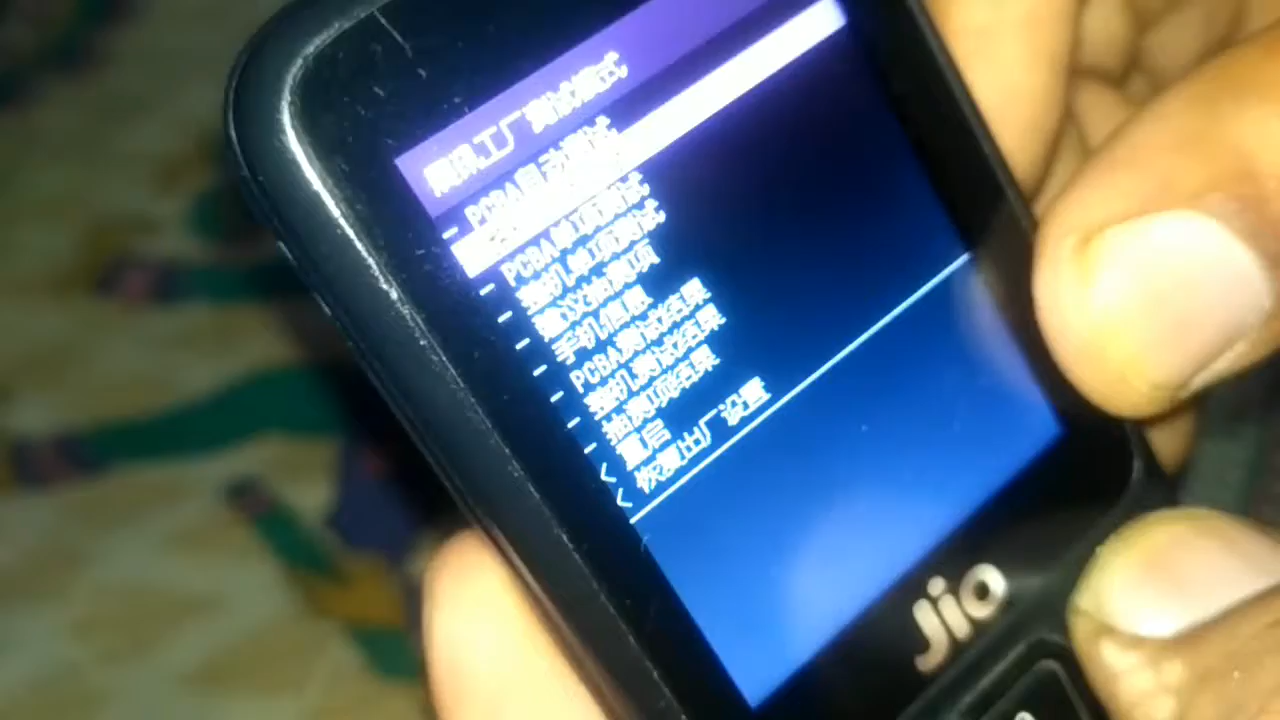 工厂测试模式
- PCBA自动测试
- PCBA单项测试
- 整机单项测试
- 建议抽测项
- 手机信息
- PCBA测试结果
- 整机测试结果
- 抽测项结果
< 重启
< 恢复出厂设置
Jio